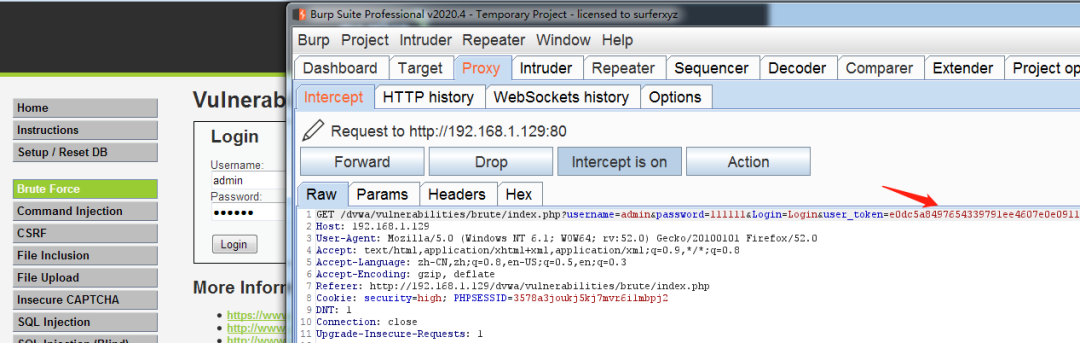 Burp Suite Professional v2020.4 - Temporary Project - licensed to surferxyz
Burp Project Intruder Repeater Window Help
Dashboard Target Proxy Intruder Repeater Sequencer Decoder Comparer Extender Project op
Intercept HTTP history WebSockets history Options
Request to http://192.168.1.129:80
Forward Drop Intercept is on Action
Raw Params Headers Hex
1 GET /dvwa/vulnerabilities/brute/index.php?username=admin&password=111111&Login=Login&user_token=e0dc5a8497654339791ee4607e0e0911
2 Host: 192.168.1.129
3 User-Agent: Mozilla/5.0 (Windows NT 6.1; WOW64; rv:52.0) Gecko/20100101 Firefox/52.0
4 Accept: text/html,application/xhtml+xml,application/xml;q=0.9,*/*;q=0.8
5 Accept-Language: zh-CN,zh;q=0.8,en-US;q=0.5,en;q=0.3
6 Accept-Encoding: gzip, deflate
7 Referer: http://192.168.1.129/dvwa/vulnerabilities/brute/index.php
8 Cookie: security=high; PHPSESSID=3578a3joukj5kj7mvr6ilmbpj2
9 DNT: 1
10 Connection: close
11 Upgrade-Insecure-Requests: 1
Home
Instructions
Setup / Reset DB
Brute Force
Command Injection
CSRF
File Inclusion
File Upload
Insecure CAPTCHA
SQL Injection
SQL Injection (Blind)
Vulnerab
Login
Username:
admin
Password:
••••••
Login
More Inforr
https://www
http://www
http://www